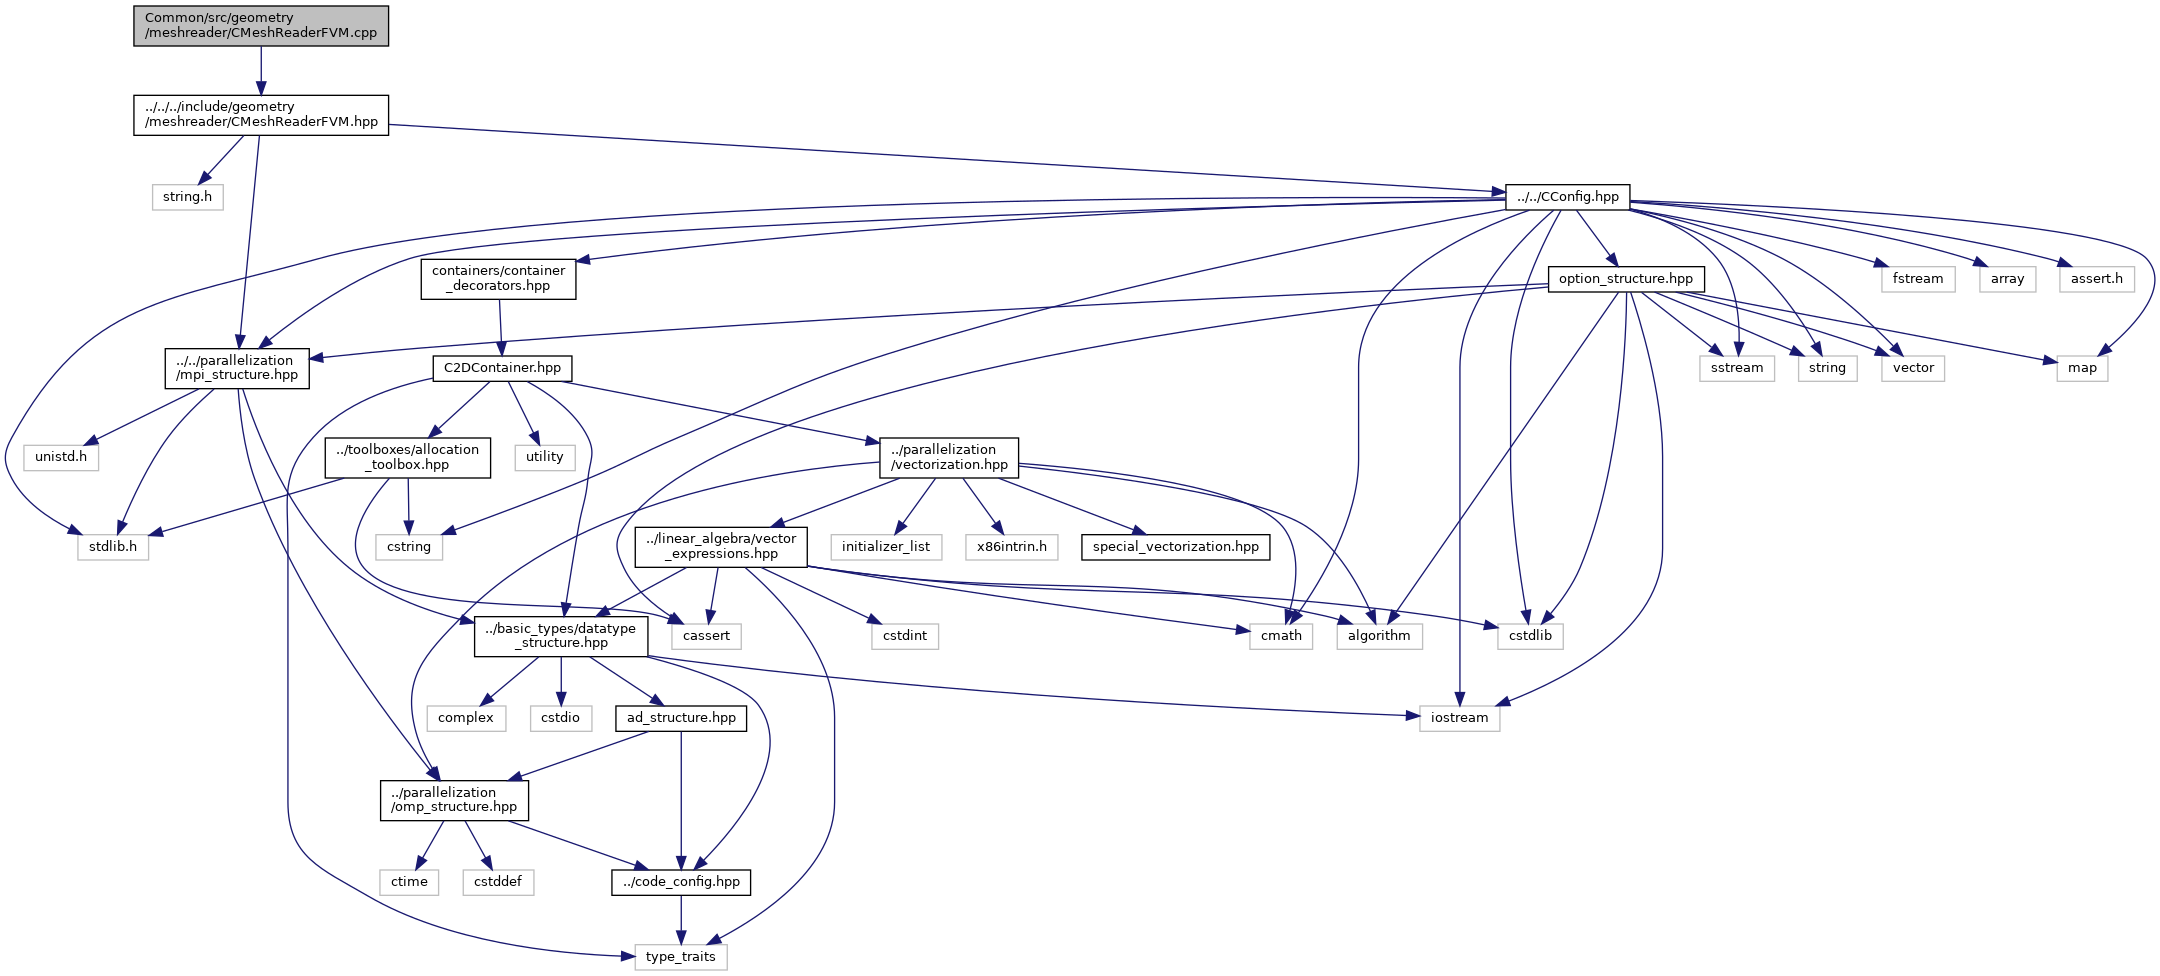 Common/src/geometry
/meshreader/CMeshReaderFVM.cpp
../../../include/geometry
/meshreader/CMeshReaderFVM.hpp
string.h
../../CConfig.hpp
containers/container
_decorators.hpp
option_structure.hpp
fstream
array
assert.h
../../parallelization
/mpi_structure.hpp
C2DContainer.hpp
sstream
string
vector
map
unistd.h
../toolboxes/allocation
_toolbox.hpp
utility
../parallelization
/vectorization.hpp
stdlib.h
cstring
../linear_algebra/vector
_expressions.hpp
initializer_list
x86intrin.h
special_vectorization.hpp
../basic_types/datatype
_structure.hpp
cassert
cstdint
cmath
algorithm
cstdlib
complex
cstdio
ad_structure.hpp
iostream
../parallelization
/omp_structure.hpp
ctime
cstddef
../code_config.hpp
type_traits